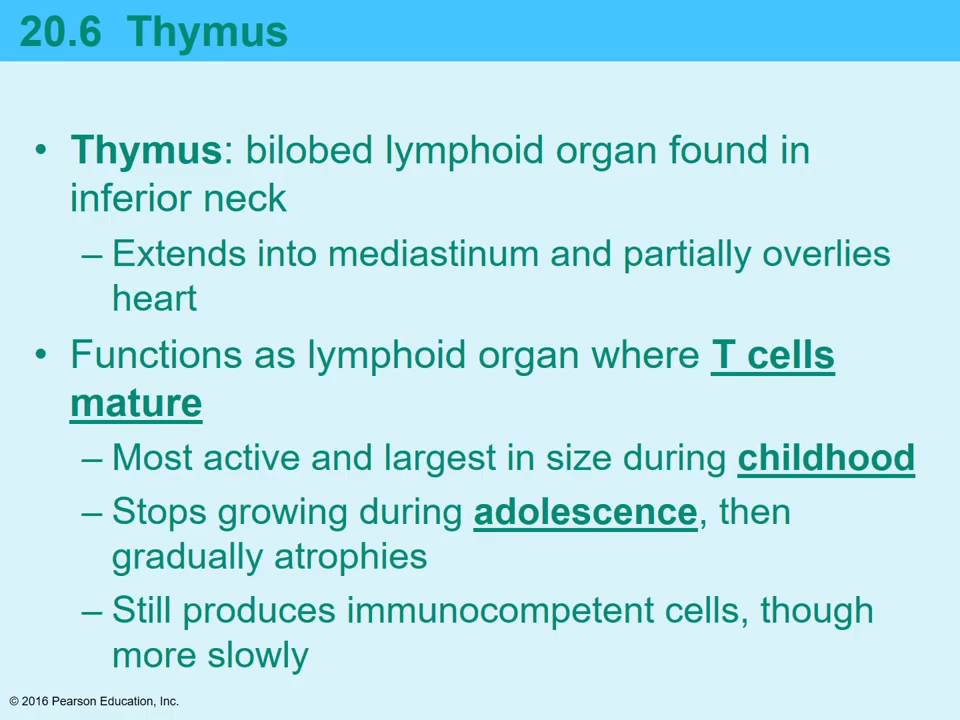 20.6 Thymus
• Thymus: bilobed lymphoid organ found in
inferior neck
– Extends into mediastinum and partially overlies
heart
• Functions as lymphoid organ where T cells
mature
– Most active and largest in size during childhood
– Stops growing during adolescence, then
gradually atrophies
– Still produces immunocompetent cells, though
more slowly
© 2016 Pearson Education, Inc.